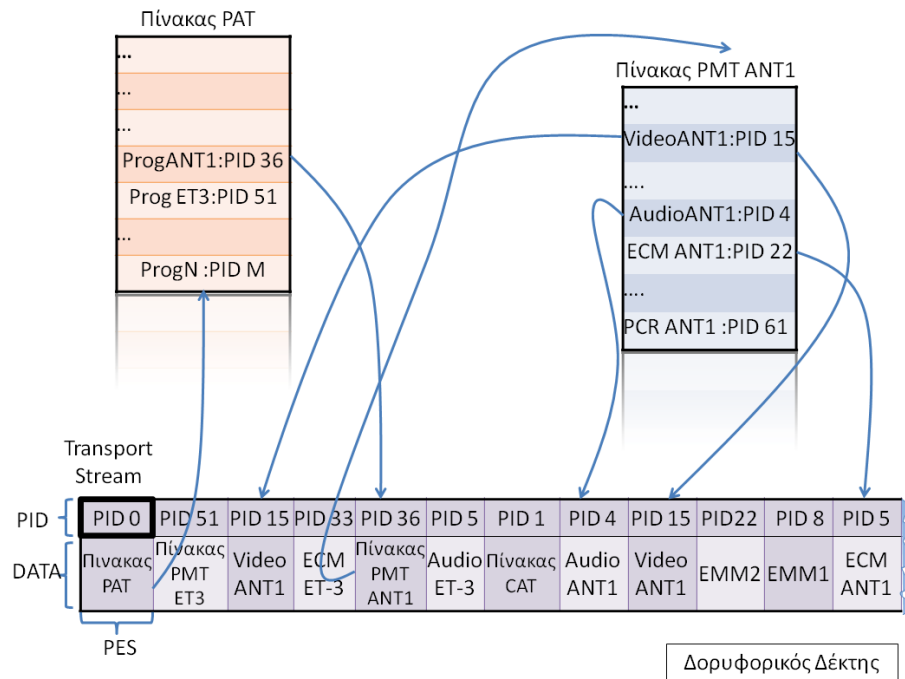 Πίνακας PAT
...
...
...
ProgANT1:PID 36
Prog ET3:PID 51
...
ProgN :PID M
Πίνακας PMT ANT1
...
VideoANT1:PID 15
....
AudioANT1:PID 4
ECM ANT1:PID 22
....
PCR ANT1 :PID 61
Transport
Stream
PID
PID 0 PID 51 PID 15 PID 33 PID 36 PID 5 PID 1 PID 4 PID 15 PID22 PID 8 PID 5
DATA
Πινακας
PAT
Πίνακας
PMT
ET3
Video
ANT1
ECM
ET-3
Πίνακας
PMT
ANT1
Audio
ET-3
Πίνακας
CAT
Audio
ANT1
Video
ANT1
EMM2
EMM1
ECM
ANT1
PES
Δορυφορικός Δέκτης